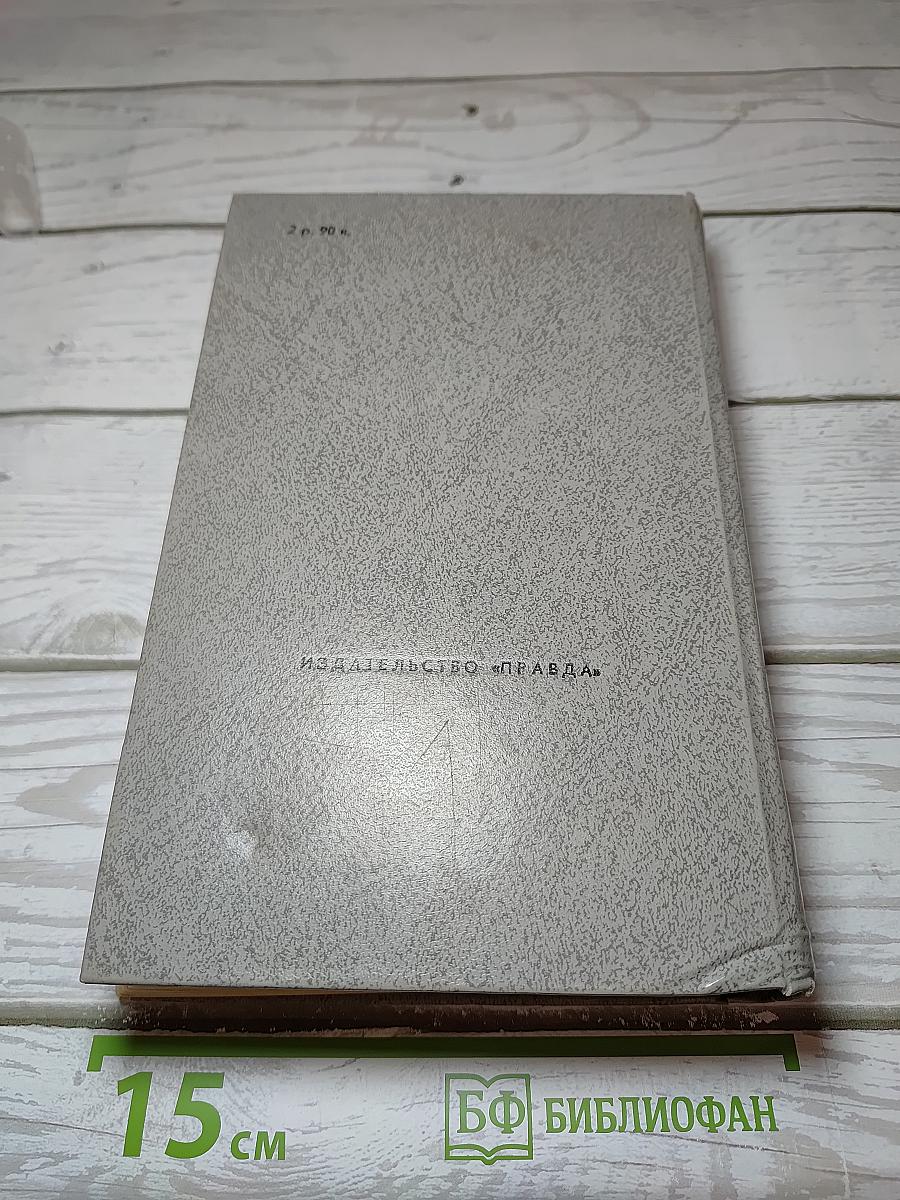 2 р. 90 к.
ИЗДАТЕЛЬСТВО «ПРАВДА»
15 см
БФ БИБЛИОФАН